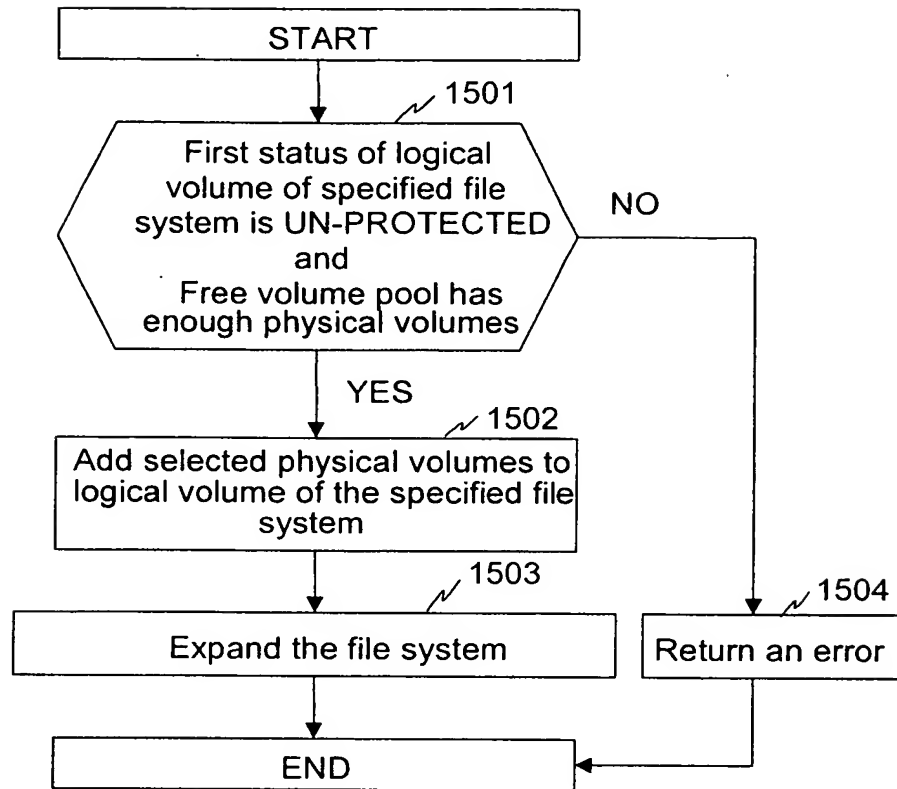 START
1501
First status of logical
volume of specified file
system is UN-PROTECTED
and
Free volume pool has
enough physical volumes
NO
YES
1502
Add selected physical volumes to
logical volume of the specified file
system
1503
Expand the file system
1504
Return an error
END